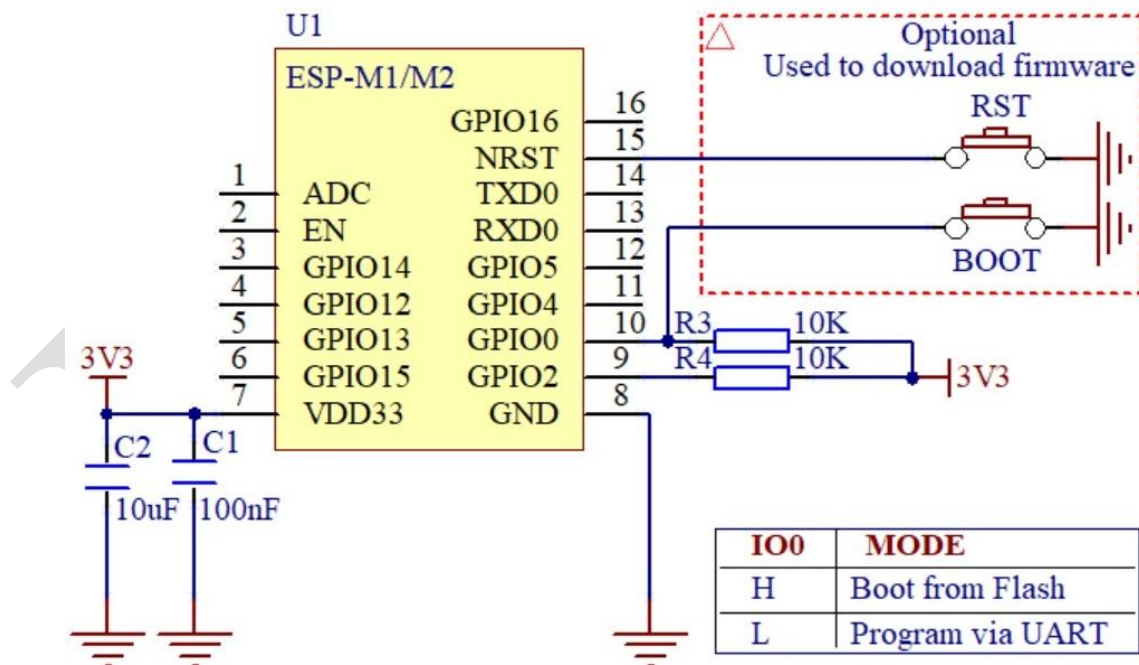 U1
ESP-M1/M2
Optional
Used to download firmware
RST
BOOT
GPIO16 16
NRST 15
1 ADC
TXD0 14
2 EN
RXD0 13
3 GPIO14
GPIO5 12
4 GPIO12
GPIO4 11
5 GPIO13
GPIO0 10
R3 10K
6 GPIO15
GPIO2 9
R4 10K
3V3
7 VDD33
GND 8
3V3
C2
10uF
C1
100nF
IO0 MODE
H Boot from Flash
L Program via UART